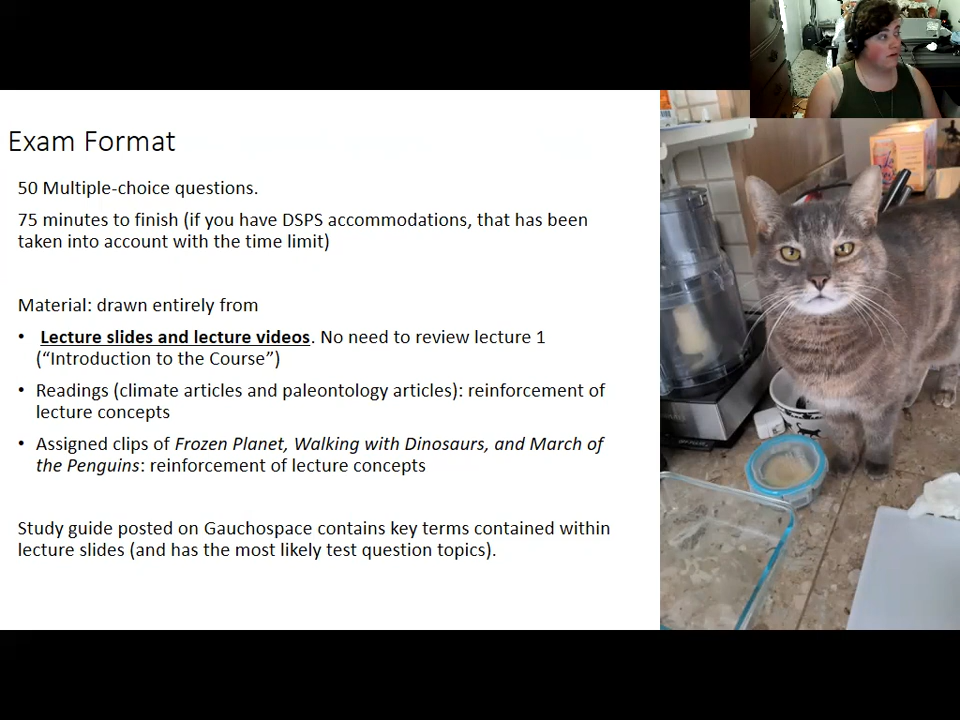 Exam Format
50 Multiple-choice questions.
75 minutes to finish (if you have DSPS accommodations, that has been
taken into account with the time limit)
Material: drawn entirely from
• Lecture slides and lecture videos. No need to review lecture 1
("Introduction to the Course")
• Readings (climate articles and paleontology articles): reinforcement of
lecture concepts
• Assigned clips of Frozen Planet, Walking with Dinosaurs, and March of
the Penguins: reinforcement of lecture concepts
Study guide posted on Gauchospace contains key terms contained within
lecture slides (and has the most likely test question topics).